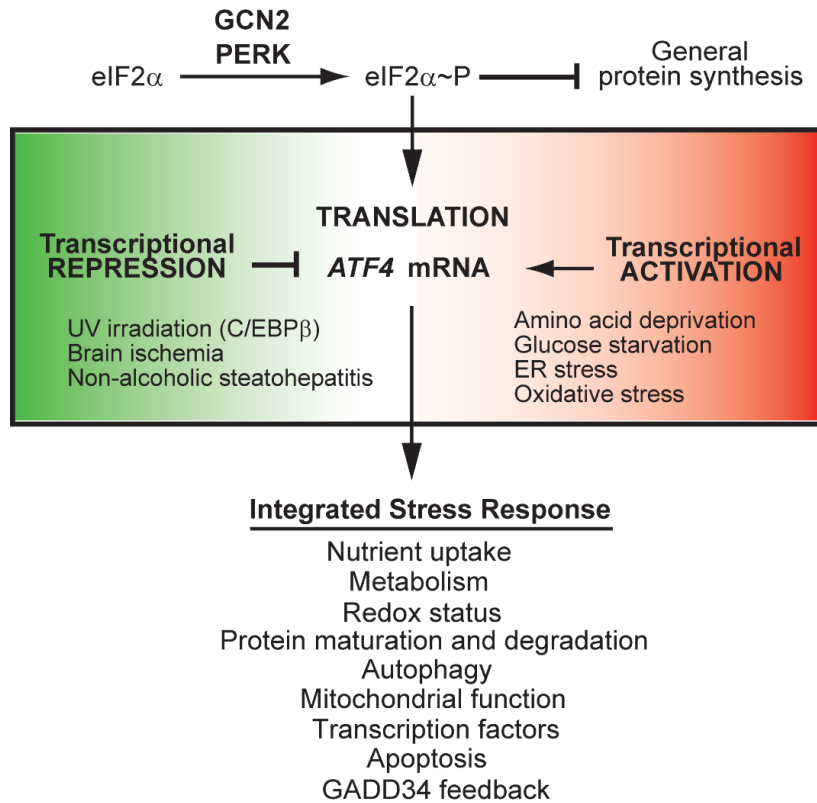 GCN2
PERK
eIF2α
eIF2α~P
General
protein synthesis
TRANSLATION
Transcriptional
REPRESSION
ATF4 mRNA
Transcriptional
ACTIVATION
UV irradiation (C/EBPβ)
Brain ischemia
Non-alcoholic steatohepatitis
Amino acid deprivation
Glucose starvation
ER stress
Oxidative stress
Integrated Stress Response
Nutrient uptake
Metabolism
Redox status
Protein maturation and degradation
Autophagy
Mitochondrial function
Transcription factors
Apoptosis
GADD34 feedback